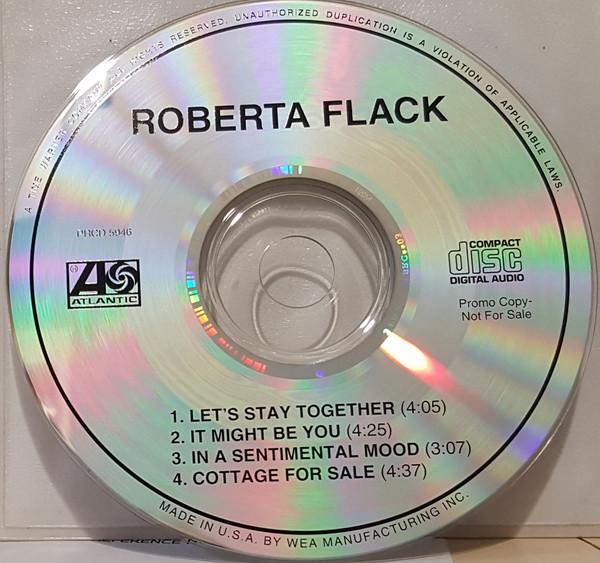 A TIME WARNER COMPANY. ALL RIGHTS RESERVED. UNAUTHORIZED DUPLICATION IS A VIOLATION OF APPLICABLE LAWS.
ROBERTA FLACK
PRCD 5946
ATLANTIC
COMPACT
disc
DIGITAL AUDIO
Promo Copy-
Not For Sale
1. LET'S STAY TOGETHER (4:05)
2. IT MIGHT BE YOU (4:25)
3. IN A SENTIMENTAL MOOD (3:07)
4. COTTAGE FOR SALE (4:37)
MADE IN U.S.A. BY WEA MANUFACTURING INC.